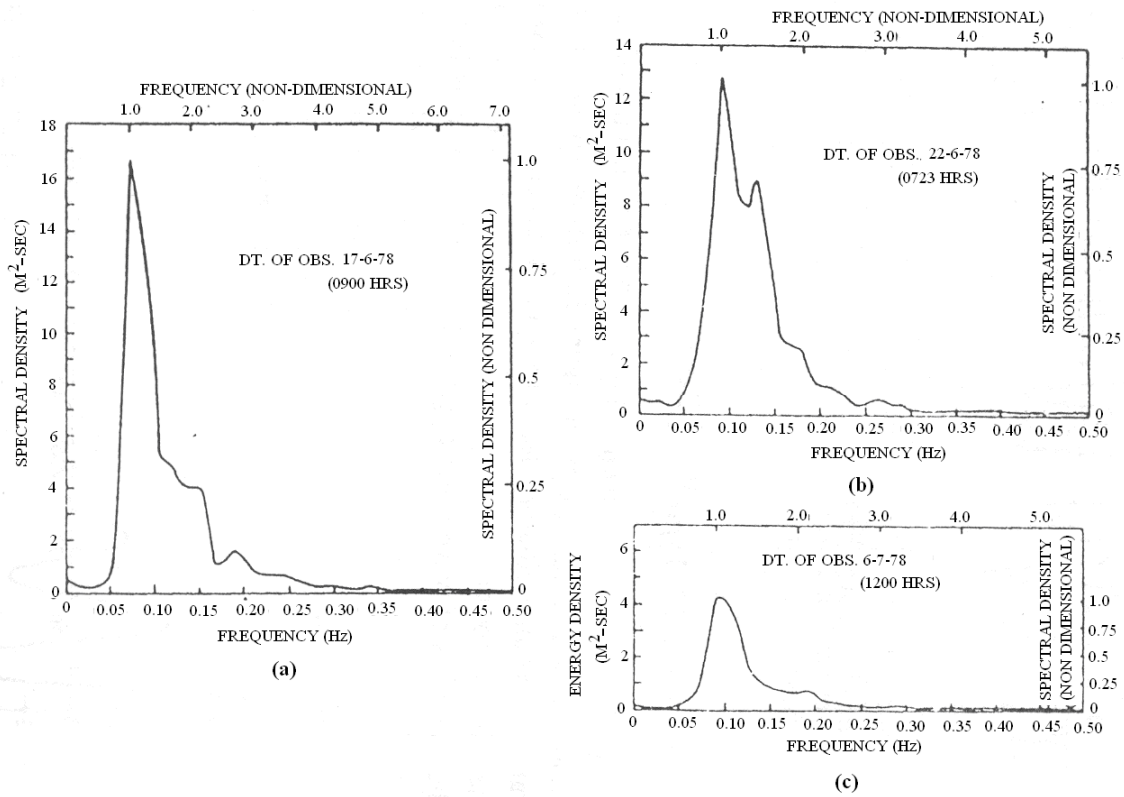 FREQUENCY (NON-DIMENSIONAL)
1.0 2.0 3.0 4.0 5.0 6.0 7.0
18
16
14
12
10
8
6
4
2
0
SPECTRAL DENSITY (M²-SEC)
DT. OF OBS. 17-6-78
(0900 HRS)
1.0
0.75
0.5
0.25
0
SPECTRAL DENSITY (NON DIMENSIONAL)
0 0.05 0.10 0.15 0.20 0.25 0.30 0.35 0.40 0.45 0.50
FREQUENCY (Hz)
(a)
FREQUENCY (NON-DIMENSIONAL)
1.0 2.0 3.0 4.0 5.0
14
12
10
8
6
4
2
0
SPECTRAL DENSITY (M²-SEC)
DT. OF OBS.. 22-6-78
(0723 HRS)
1.0
0.75
0.5
0.25
0
SPECTRAL DENSITY
(NON DIMENSIONAL)
0 0.05 0.10 0.15 0.20 0.25 0.30 0.35 0.40 0.45 0.50
FREQUENCY (Hz)
(b)
1.0 2.0 3.0 4.0 5.0
6
4
2
0
ENERGY DENSITY
(M²-SEC)
DT. OF OBS. 6-7-78
(1200 HRS)
1.0
0.75
0.5
0.25
0
SPECTRAL DENSITY
(NON DIMENSIONAL)
0 0.05 0.10 0.15 0.20 0.25 0.30 0.35 0.40 0.45 0.50
FREQUENCY (Hz)
(c)